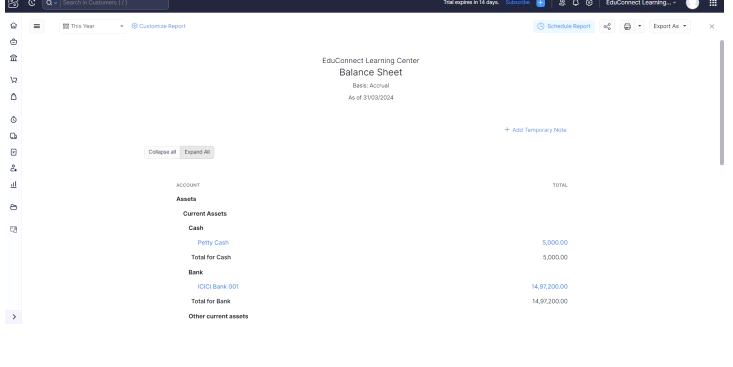 Search in Customers ( / )
Trial expires in 14 days. Subscribe
EduConnect Learning...
This Year
Customize Report
Schedule Report
Export As
EduConnect Learning Center
Balance Sheet
Basis: Accrual
As of 31/03/2024
+ Add Temporary Note
Collapse all Expand All
ACCOUNT TOTAL
Assets
Current Assets
Cash
Petty Cash 5,000.00
Total for Cash 5,000.00
Bank
ICICI Bank 001 14,97,200.00
Total for Bank 14,97,200.00
Other current assets